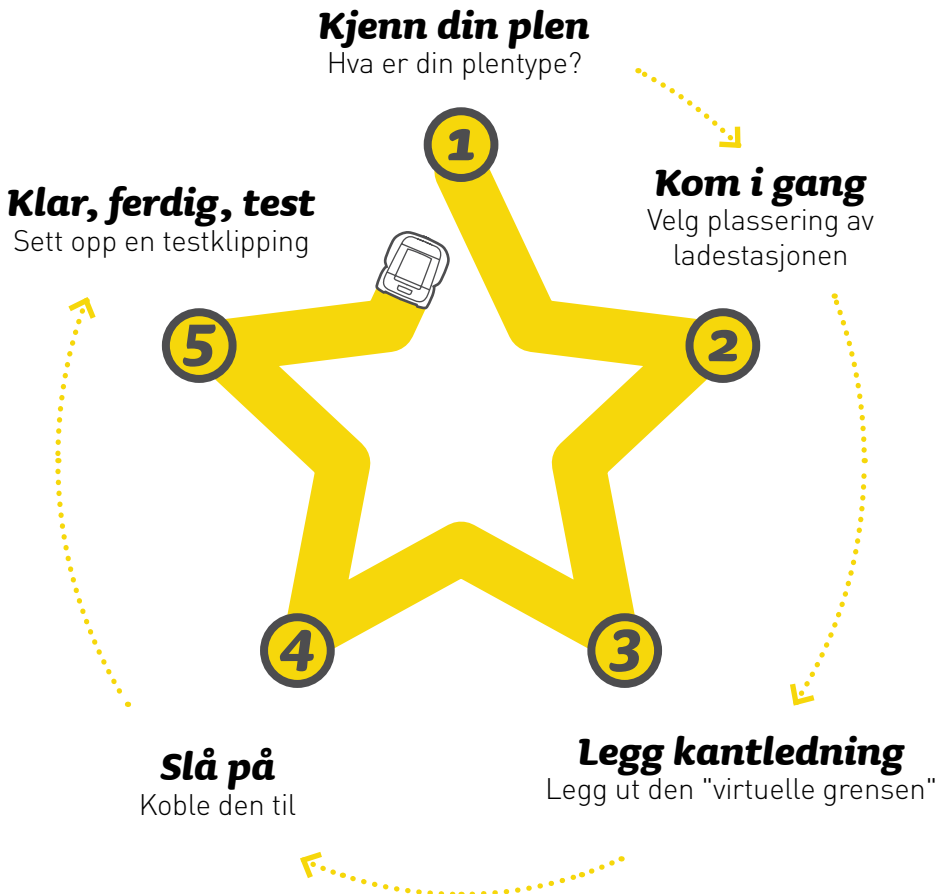 Kjenn din plen
Hva er din plentype?
1
Kom i gang
Velg plassering av
ladestasjonen
2
Legg kantledning
Legg ut den "virtuelle grensen"
3
Slå på
Koble den til
4
Klar, ferdig, test
Sett opp en testklipping
5